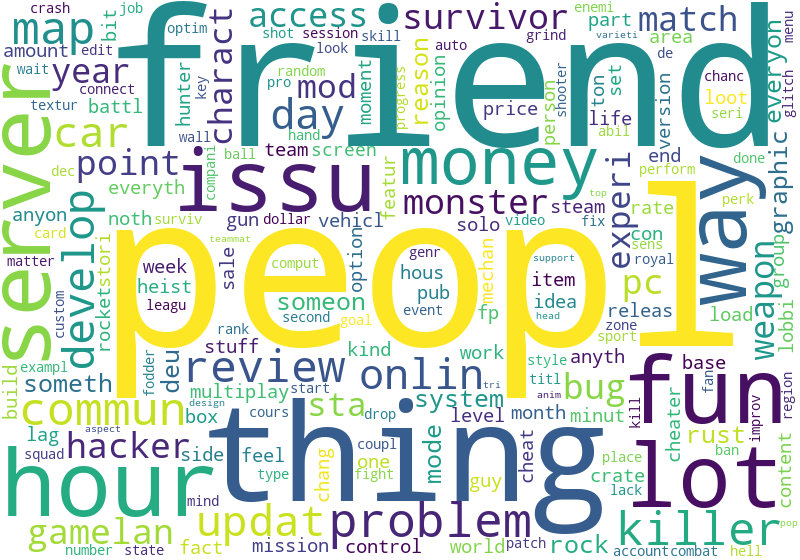 crash
job
bit
optim
access
shot
session
survivor
part
enemi
match
grind
varieti
menu
map
friend
amount
edit
wait
year
connect
textur
battl
hunter
key
charact
look
skill
auto
random
pro
mod
moment
progress
reason
opinion
price
person
shooter
ton
set
area
de
version
chanc
loot
seri
everyon
graphic
glitch
server
car
day
wall
hand
team
screen
life
abil
point
compani
ball
issu
money
featur
end
experi
perform
done
dec
everyth
anyon
noth
surviv
card
gun
dollar
vehicl
monster
solo
steam
video
fix
rate
con
sens
royal
perk
top
way
group
lobbi
matter
stori
rocket
develop
custom
week
heist
leagu
teammat
sale
comput
option
someon
second
hous
pub
event
genr
mechan
support
item
idea
head
pc
releas
zone
sport
load
weapon
peopl
goal
rank
fp
exampl
build
someth
fodder
deu
stuff
review
kind
onlin
work
style
titl
anyth
base
fan
region
multiplay
start
tri
anim
bug
minut
month
level
system
design
commun
box
cours
sta
drop
fun
kill
improv
lag
squad
aspect
hacker
side
feel
thing
coupl
mode
cheat
guy
crate
place
lack
cheater
rust
ban
content
hour
type
chang
one
fight
lot
mind
gamelan
updat
problem
killer
pop
fact
mission
control
world
patch
rock
account
combat
hell
number
state